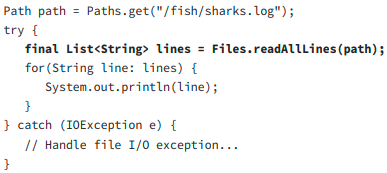 Path path = Paths.get("/fish/sharks.log");
try {
   final List<String> lines = Files.readAllLines(path);
   for(String line: lines) {
      System.out.println(line);
   }
} catch (IOException e) {
   // Handle file I/O exception...
}